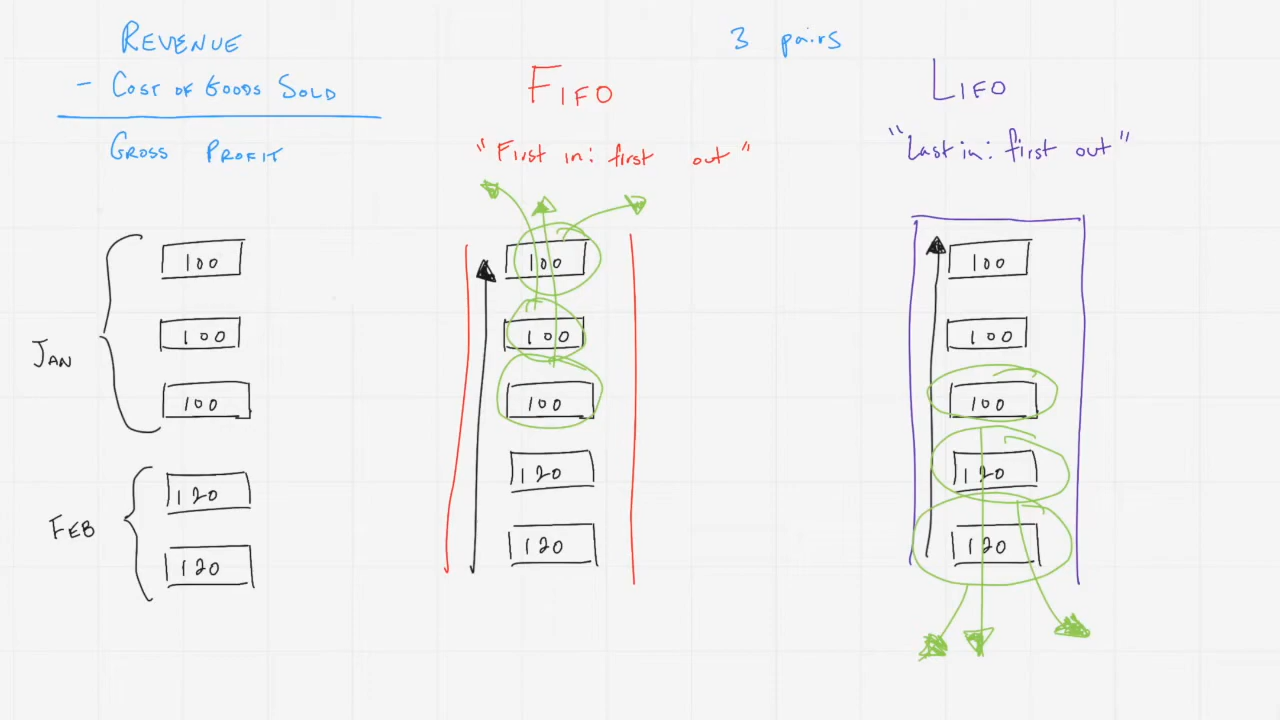 REVENUE
- COST OF GOODS SOLD
GROSS PROFIT
3 pairs
FIFO
"First in: first out"
LIFO
"Last in: first out"
JAN
100
100
100
FEB
120
120
100
100
100
120
120
100
100
100
120
120